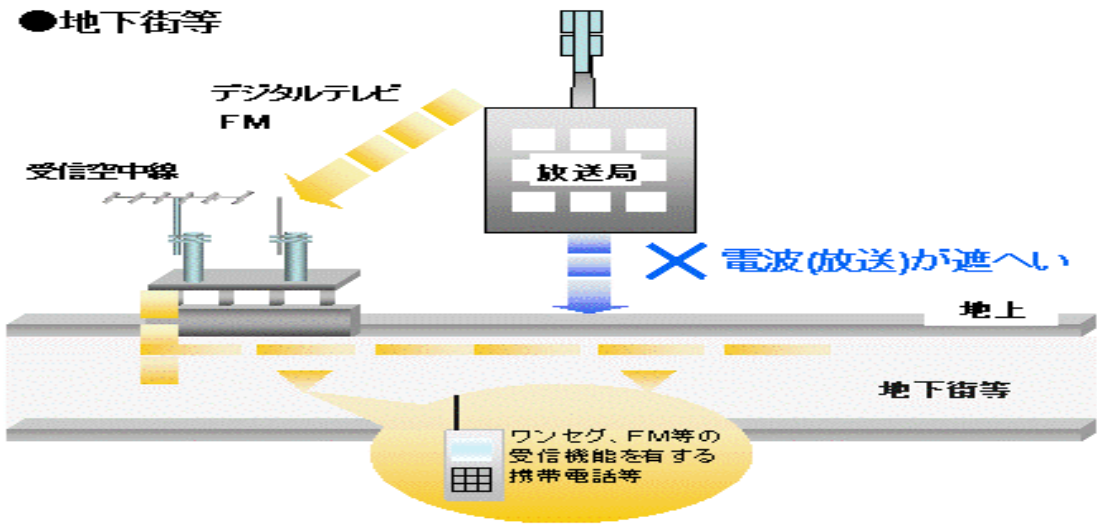 ●地下街等
デジタルテレビ
FM
受信空中線
放送局
電波(放送)が遮へい
地上
地下街等
ワンセグ、FM等の
受信機能を有する
携帯電話等